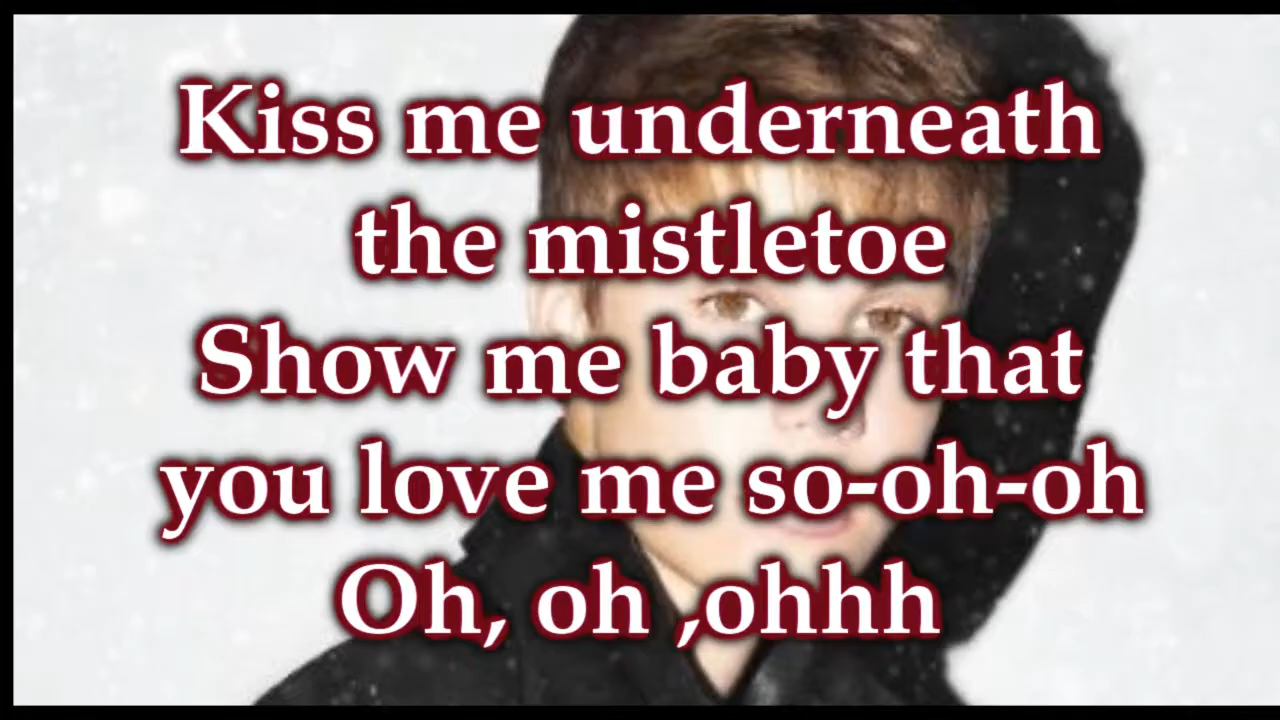 Kiss me underneath
the mistletoe
Show me baby that
you love me so-oh-oh
Oh, oh ,ohhh